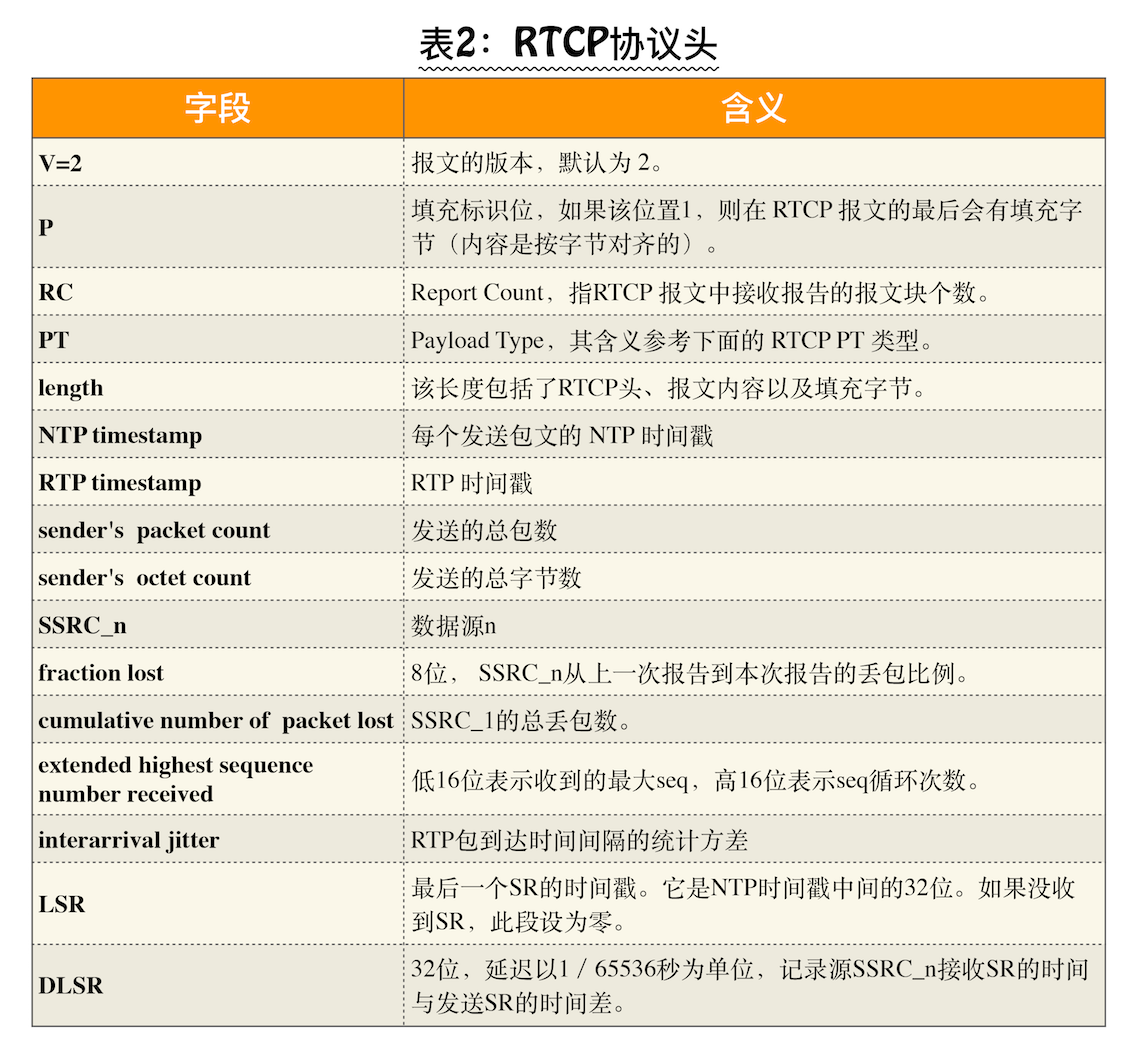 表2：RTCP协议头
字段 含义
V=2 报文的版本，默认为 2。
P 填充标识位，如果该位置1，则在 RTCP 报文的最后会有填充字
节（内容是按字节对齐的）。
RC Report Count，指RTCP 报文中接收报告的报文块个数。
PT Payload Type，其含义参考下面的 RTCP PT 类型。
length 该长度包括了RTCP头、报文内容以及填充字节。
NTP timestamp 每个发送包文的 NTP 时间戳
RTP timestamp RTP 时间戳
sender's packet count 发送的总包数
sender's octet count 发送的总字节数
SSRC_n 数据源n
fraction lost 8位， SSRC_n从上一次报告到本次报告的丢包比例。
cumulative number of packet lost SSRC_1的总丢包数。
extended highest sequence
number received 低16位表示收到的最大seq，高16位表示seq循环次数。
interarrival jitter RTP包到达时间间隔的统计方差
LSR 最后一个SR的时间戳。它是NTP时间戳中间的32位。如果没收
到SR，此段设为零。
DLSR 32位，延迟以1／65536秒为单位，记录源SSRC_n接收SR的时间
与发送SR的时间差。